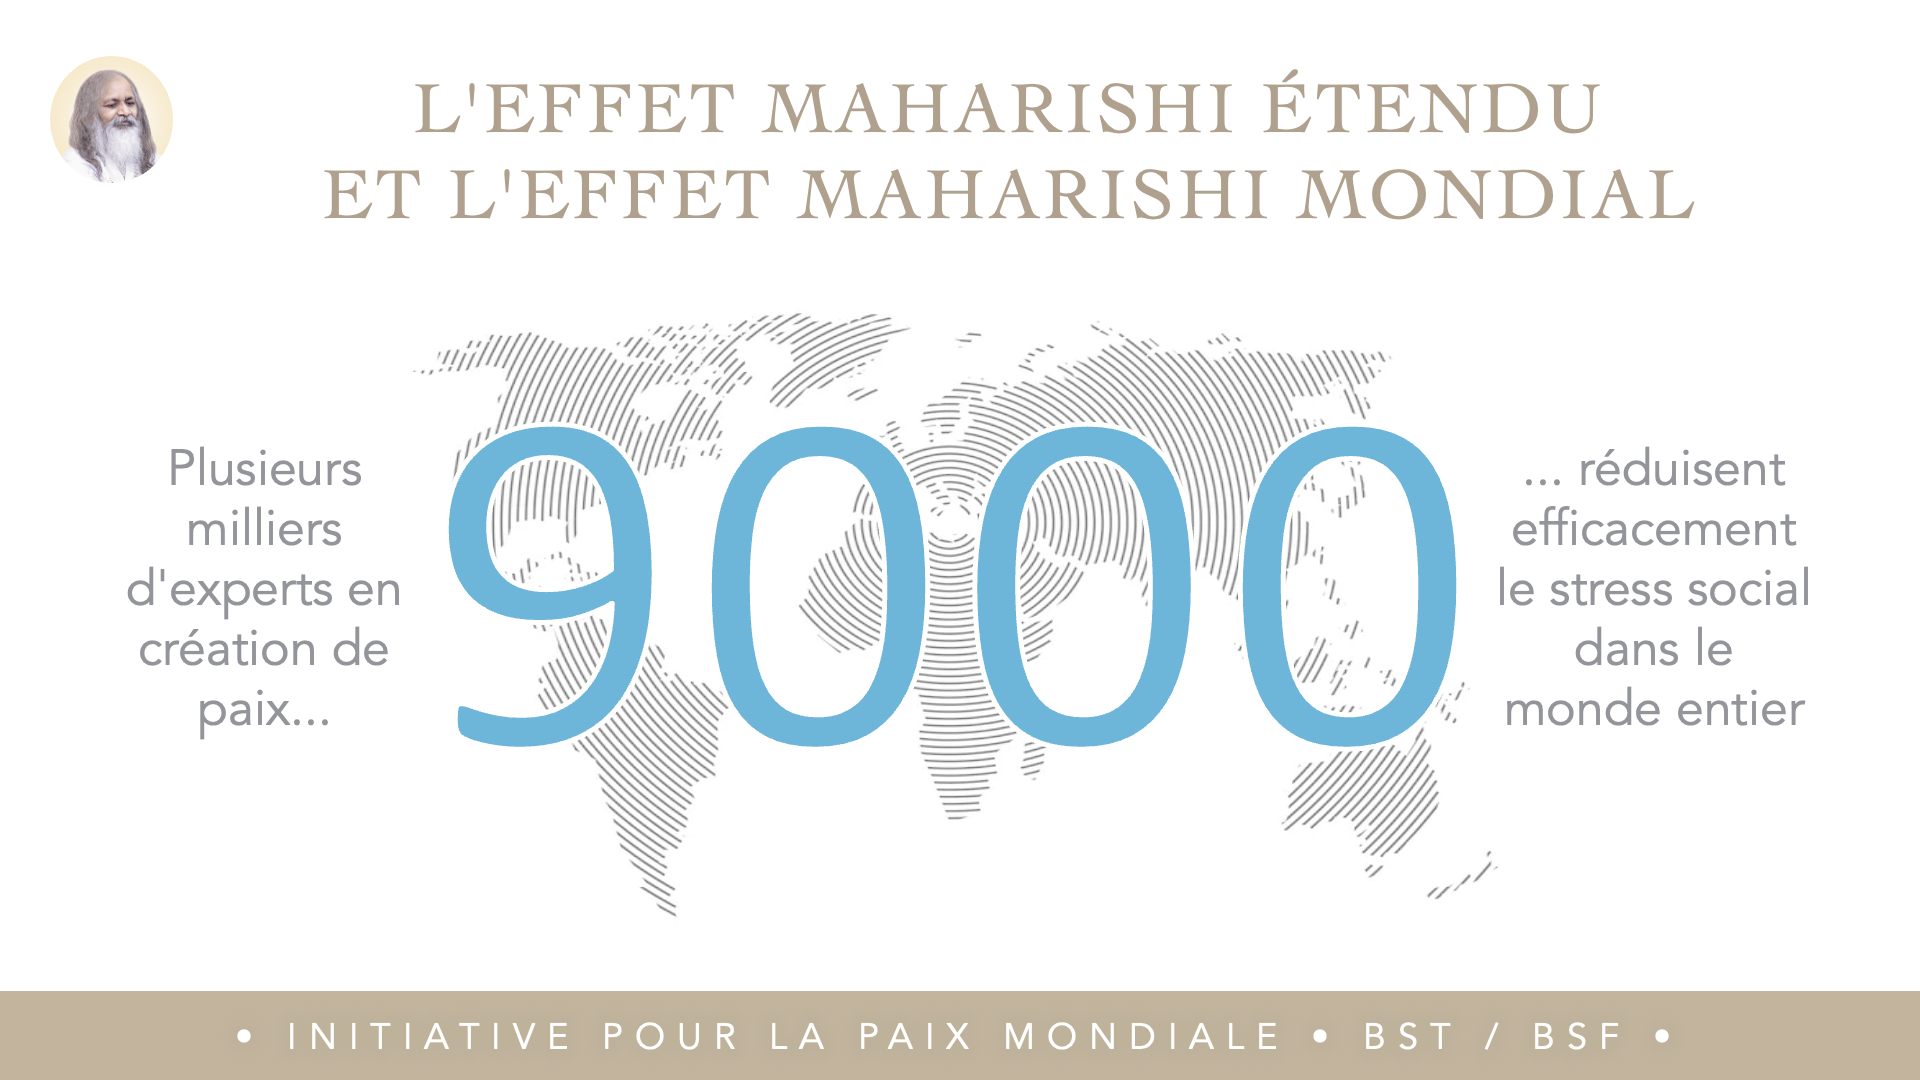 L'EFFET MAHARISHI ÉTENDU
ET L'EFFET MAHARISHI MONDIAL
Plusieurs
milliers
d'experts en
création de
paix...
9000
... réduisent
efficacement
le stress social
dans le
monde entier
• INITIATIVE POUR LA PAIX MONDIALE • BST / BSF •